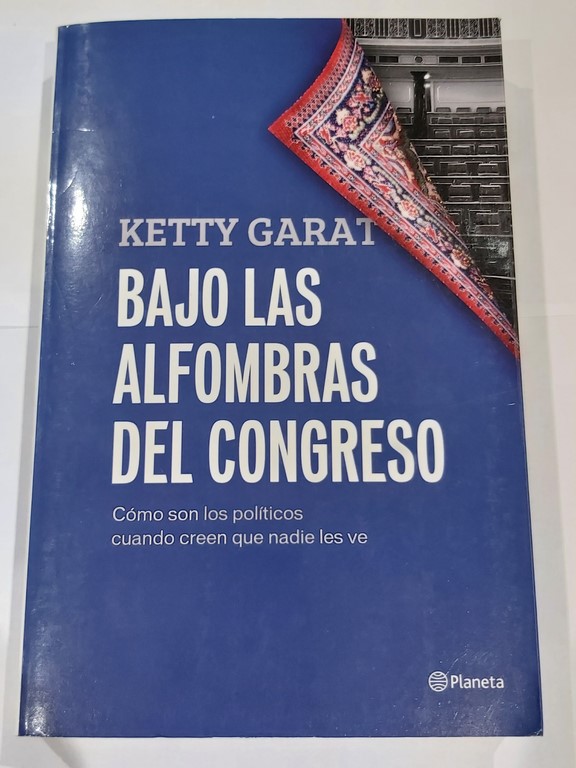 KETTY GARAT
BAJO LAS
ALFOMBRAS
DEL CONGRESO
Cómo son los políticos
cuando creen que nadie les ve
Planeta